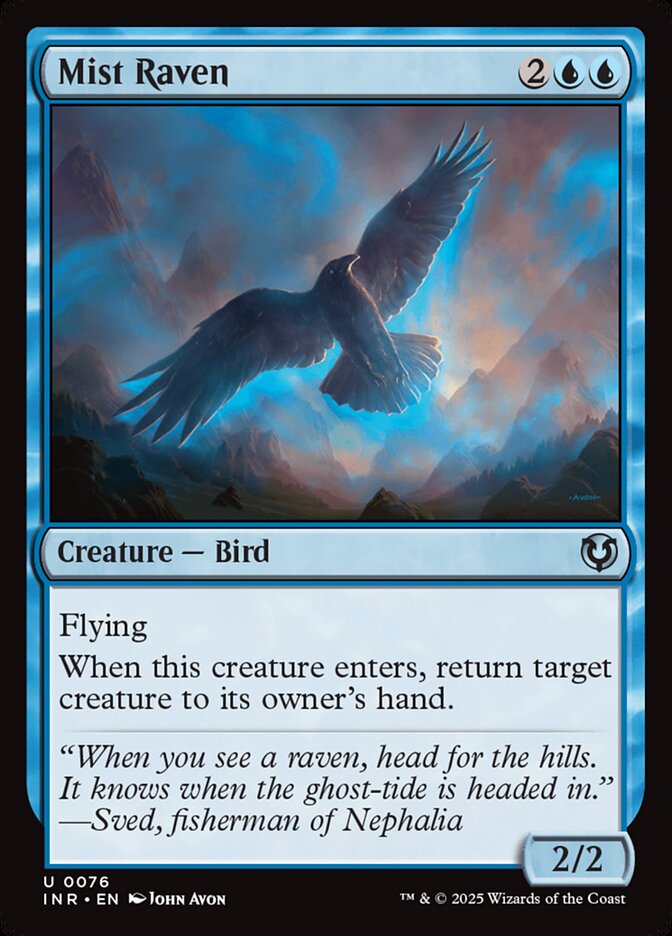 Mist Raven 2
-AVON-
Creature — Bird
Flying
When this creature enters, return target
creature to its owner's hand.
“When you see a raven, head for the hills.
It knows when the ghost-tide is headed in.”
—Sved, fisherman of Nephalia
2/2
U 0076
INR • EN John Avon
™ & © 2025 Wizards of the Coast